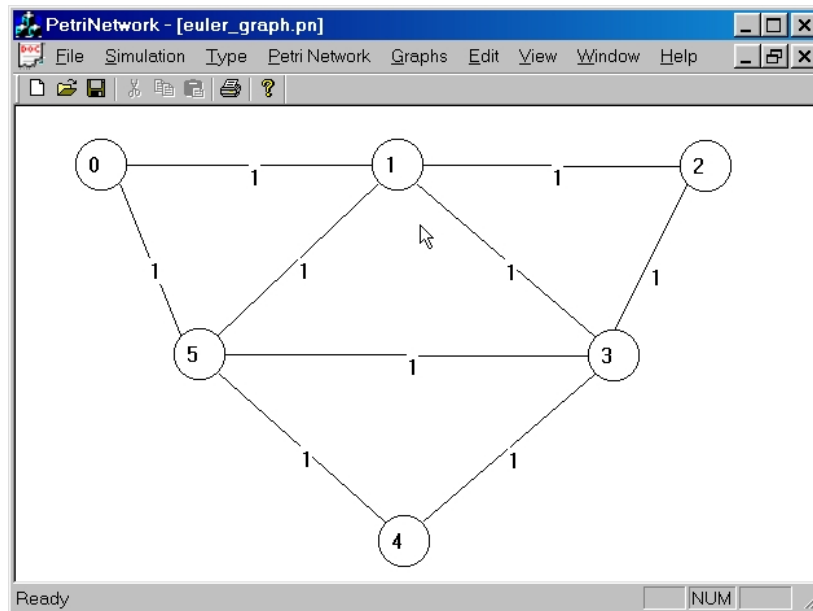 PetriNetwork - [euler_graph.pn]
DOC File Simulation Type Petri Network Graphs Edit View Window Help
0 1 1 1 2
1 1 1 1
5 1 3
1 1
4
Ready NUM